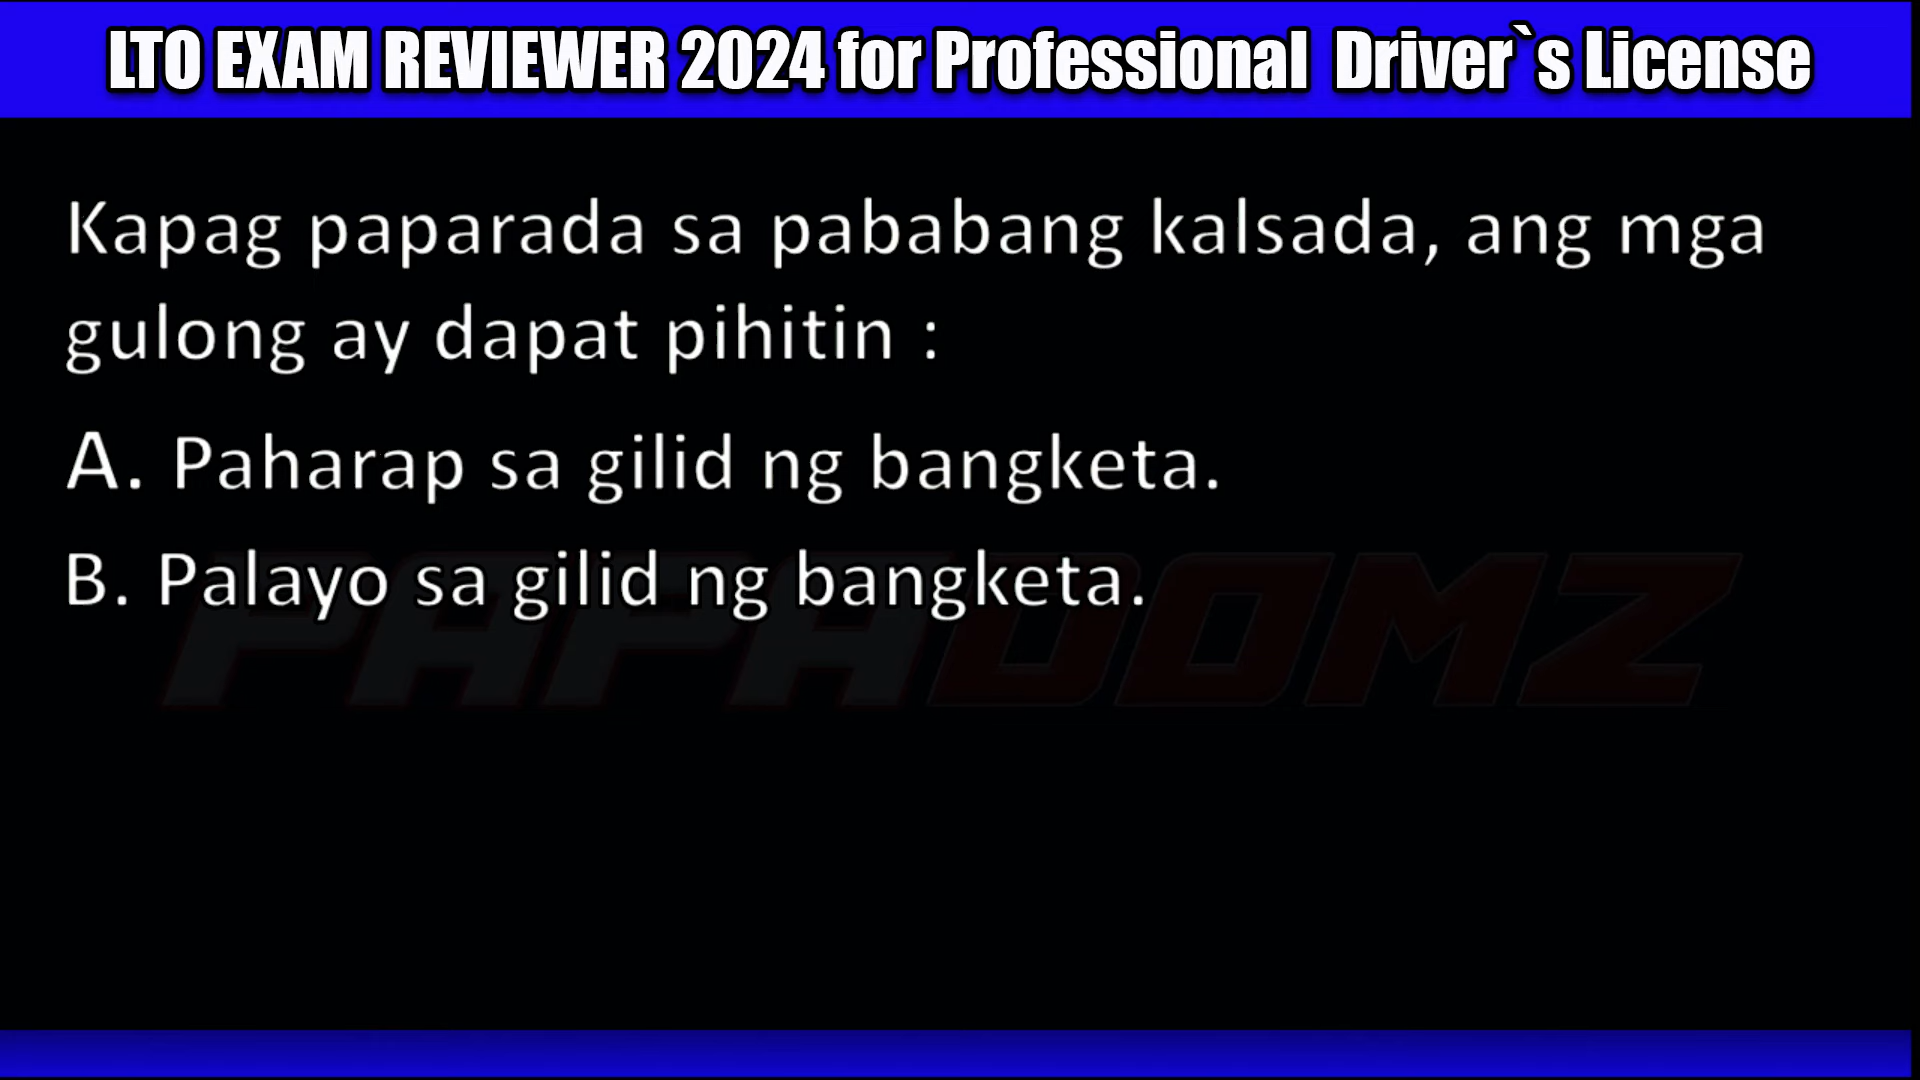 LTO EXAM REVIEWER 2024 for Professional Driver`s License
Kapag paparada sa pababang kalsada, ang mga
gulong ay dapat pihitin :
A. Paharap sa gilid ng bangketa.
B. Palayo sa gilid ng bangketa.
PAPADOMZ